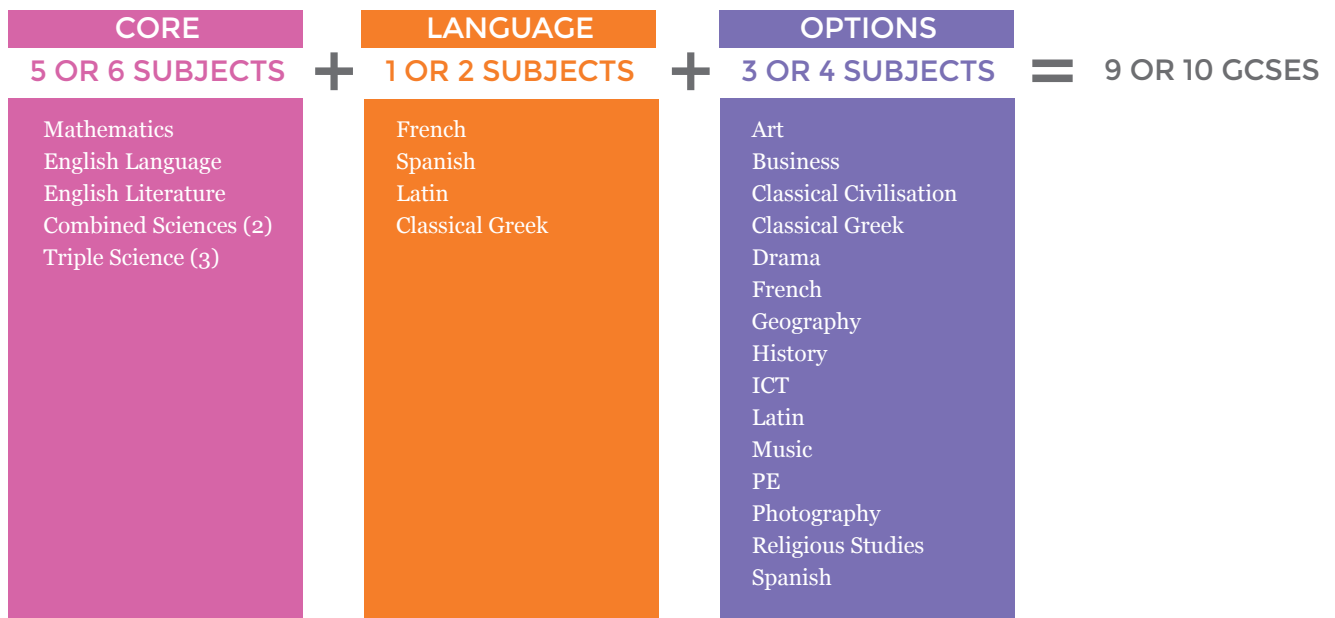 CORE
5 OR 6 SUBJECTS
Mathematics
English Language
English Literature
Combined Sciences (2)
Triple Science (3)
+
LANGUAGE
1 OR 2 SUBJECTS
French
Spanish
Latin
Classical Greek
+
OPTIONS
3 OR 4 SUBJECTS
Art
Business
Classical Civilisation
Classical Greek
Drama
French
Geography
History
ICT
Latin
Music
PE
Photography
Religious Studies
Spanish
=
9 OR 10 GCSES